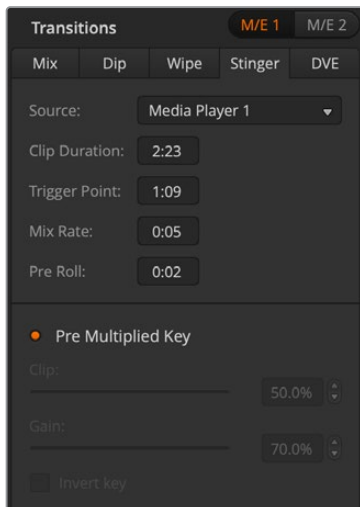 Transitions M/E 1 M/E 2
Mix Dip Wipe Stinger DVE
Source: Media Player 1
Clip Duration: 2:23
Trigger Point: 1:09
Mix Rate: 0:05
Pre Roll: 0:02
Pre Multiplied Key
Clip:
50.0%
Gain:
70.0%
Invert key